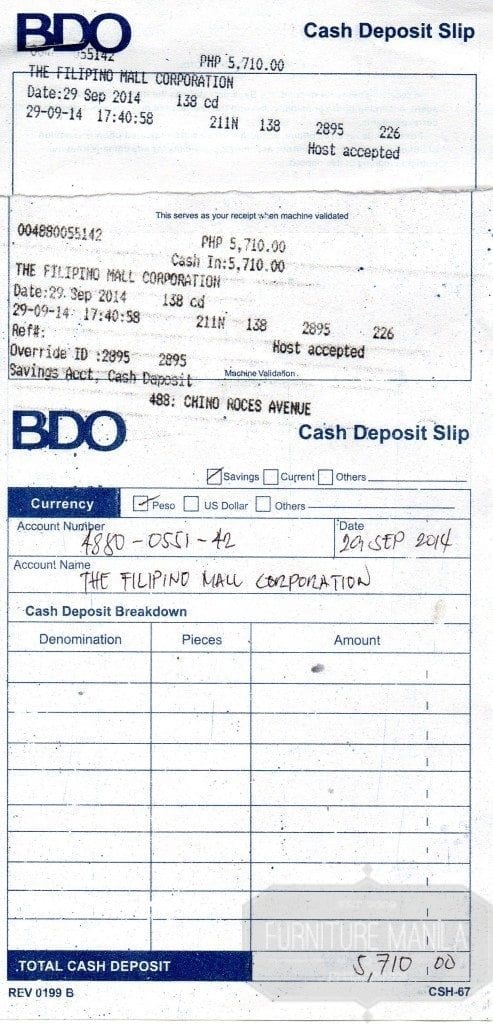 BDO
Cash Deposit Slip
055142 PHP 5,710.00
THE FILIPINO MALL CORPORATION
Date:29 Sep 2014 138 cd
29-09-14 17:40:58 211N 138 2895 226
Host accepted
This serves as your receipt when machine validated
004880055142 PHP 5,710.00
Cash In:5,710.00
THE FILIPINO MALL CORPORATION
Date:29 Sep 2014 138 cd
29-09-14 17:40:58 211N 138 2895 226
Ref#: Host accepted
Override ID :2895 2895
Savings Acct, Cash Deposit
Machine Validation
488: CHINO ROCES AVENUE
BDO
Cash Deposit Slip
Savings Current Others
Currency Peso US Dollar Others
Account Number Date
4880-0551-42 29 SEP 2014
Account Name
THE FILIPINO MALL CORPORATION
Cash Deposit Breakdown
Denomination Pieces Amount
FURNITURE MANILA
TOTAL CASH DEPOSIT 5,710 00
REV 0199 B CSH-67